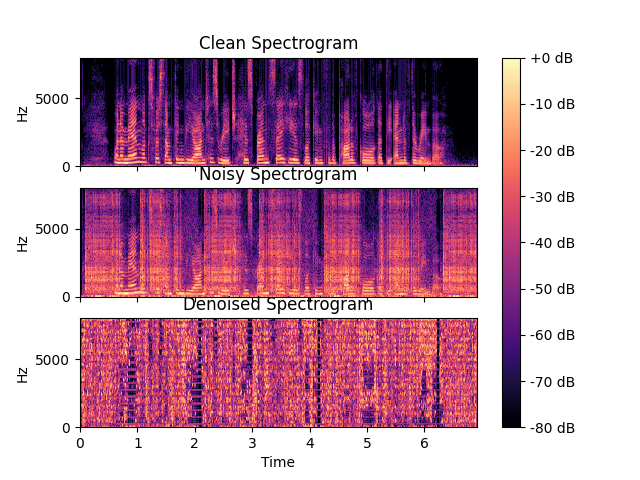 Clean Spectrogram
+0 dB
Hz
5000
-10 dB
0
-20 dB
Noisy Spectrogram
Hz
5000
-30 dB
-40 dB
0
-50 dB
Denoised Spectrogram
Hz
5000
-60 dB
-70 dB
0
-80 dB
0 1 2 3 4 5 6
Time